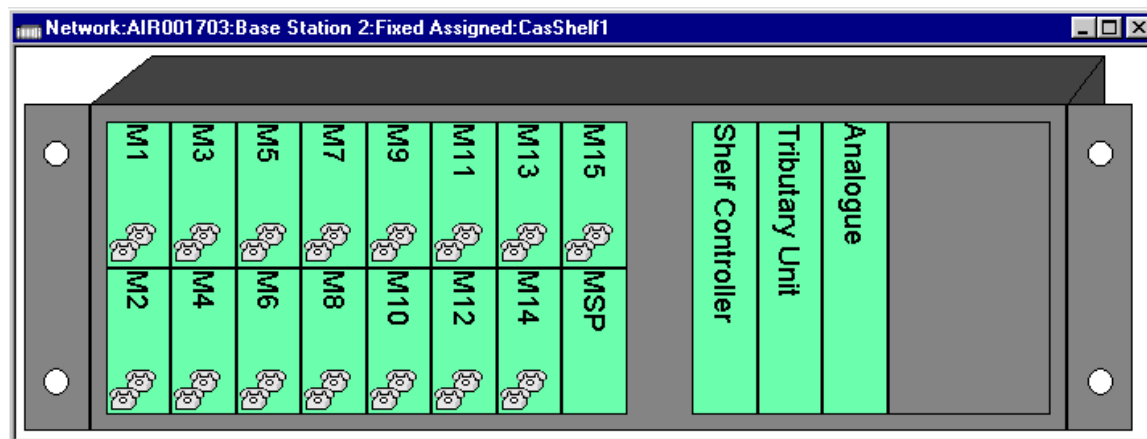 Network:AIR001703:Base Station 2:Fixed Assigned:CasShelf1
M1
M3
M5
M7
M9
M11
M13
M15
Shelf Controller
Tributary Unit
Analogue
M2
M4
M6
M8
M10
M12
M14
MSP